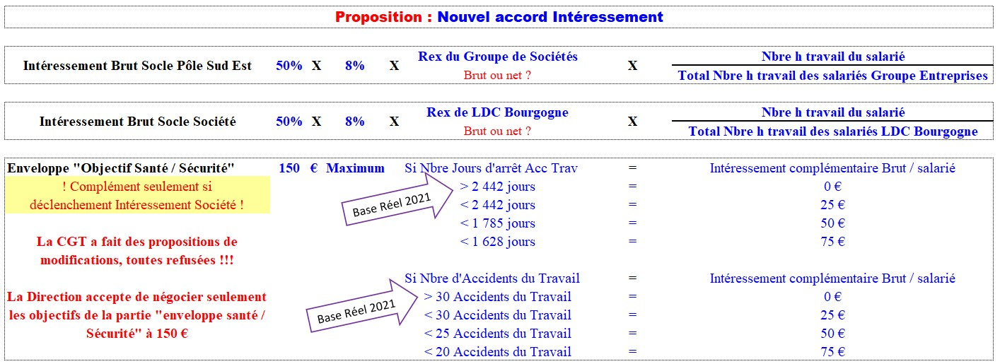 Proposition : Nouvel accord Intéressement
Intéressement Brut Socle Pôle Sud Est 50% X 8% X Rex du Groupe de Sociétés X Nbre h travail du salarié
Brut ou net ? Total Nbre h travail des salariés Groupe Entreprises
Intéressement Brut Socle Société 50% X 8% X Rex de LDC Bourgogne X Nbre h travail du salarié
Brut ou net ? Total Nbre h travail des salariés LDC Bourgogne
Enveloppe "Objectif Santé / Sécurité" 150 € Maximum Si Nbre Jours d'arrêt Acc Trav = Intéressement complémentaire Brut / salarié
! Complément seulement si > 2 442 jours = 0 €
déclenchement Intéressement Société ! Base Réel 2021 < 2 442 jours = 25 €
< 1 785 jours = 50 €
La CGT a fait des propositions de < 1 628 jours = 75 €
modifications, toutes refusées !!!
Si Nbre d'Accidents du Travail = Intéressement complémentaire Brut / salarié
La Direction accepte de négocier seulement > 30 Accidents du Travail = 0 €
les objectifs de la partie "enveloppe santé / Base Réel 2021 < 30 Accidents du Travail = 25 €
Sécurité" à 150 € < 25 Accidents du Travail = 50 €
< 20 Accidents du Travail = 75 €